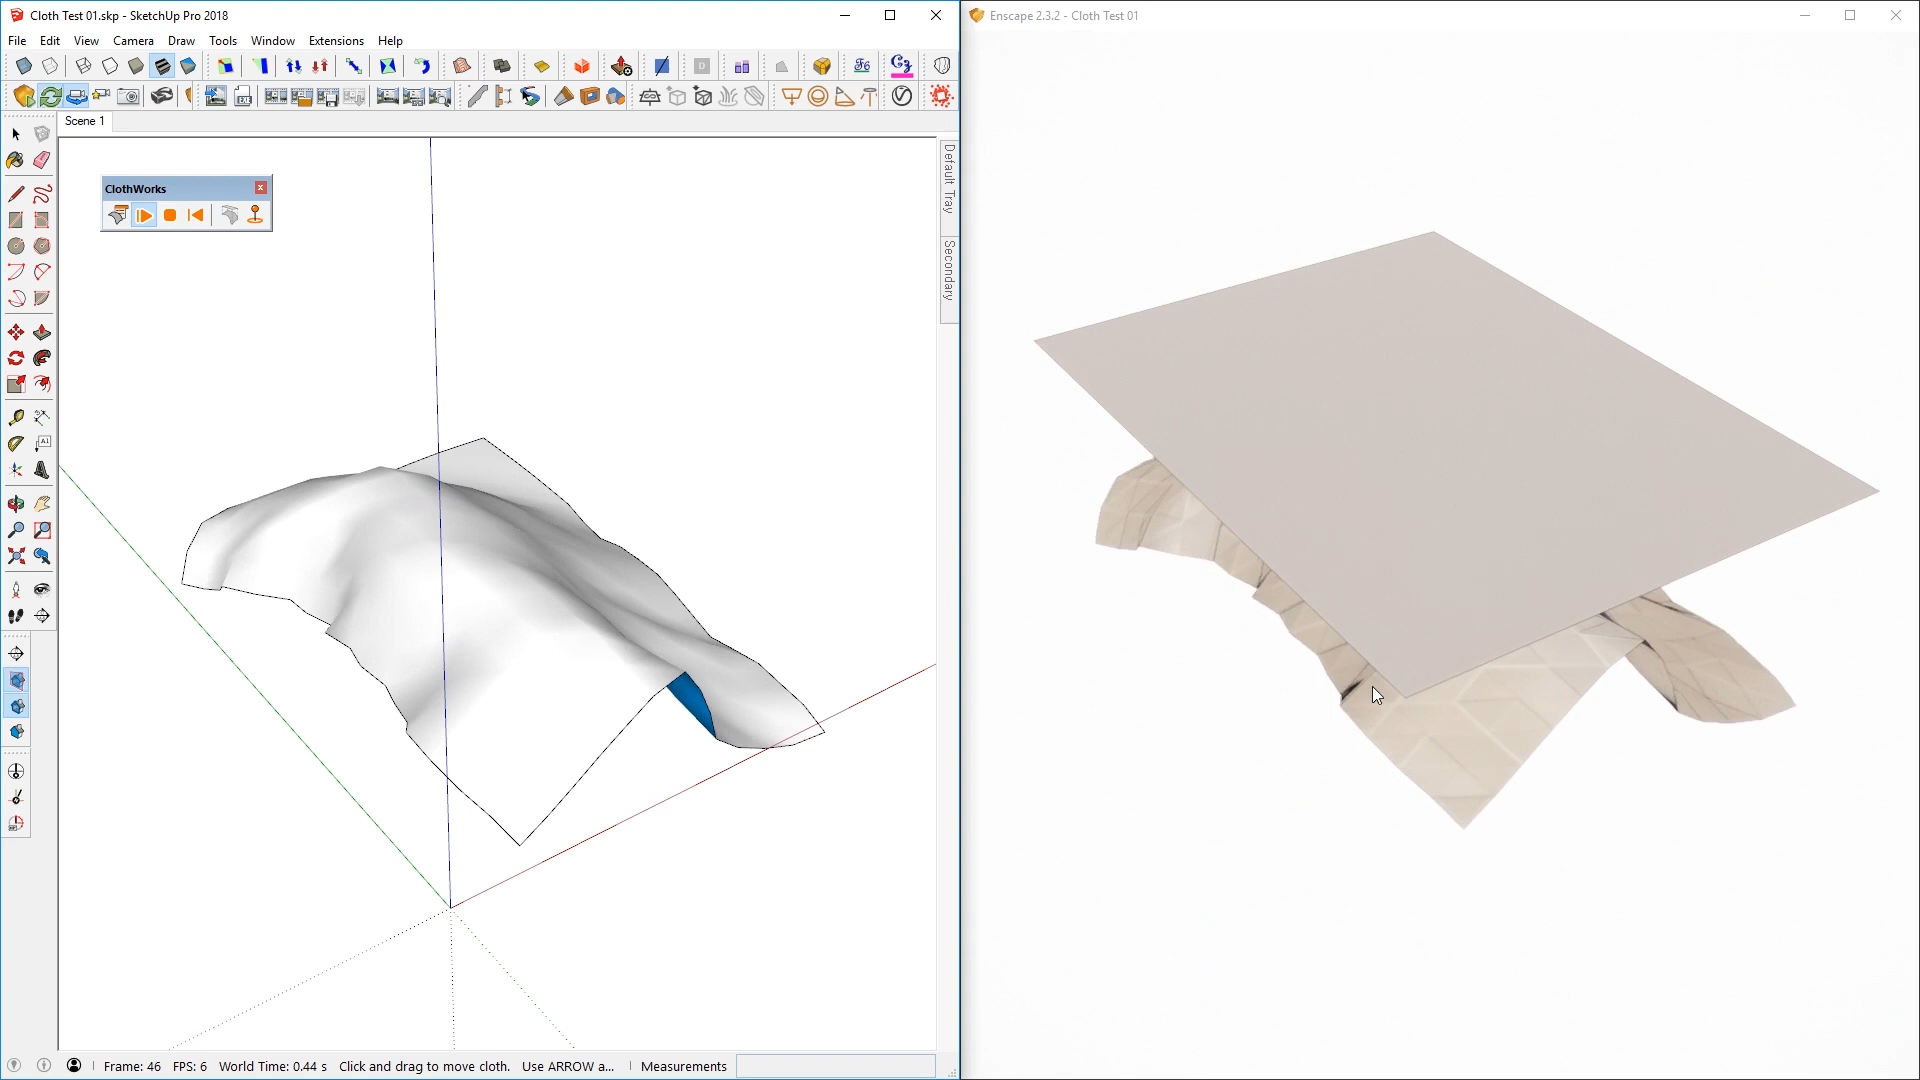 Cloth Test 01.skp - SketchUp Pro 2018
Enscape 2.3.2 - Cloth Test 01
File Edit View Camera Draw Tools Window Extensions Help
Scene 1
Default Tray
Secondary
ClothWorks
Frame: 46 FPS: 6 World Time: 0.44 s Click and drag to move cloth. Use ARROW a... Measurements